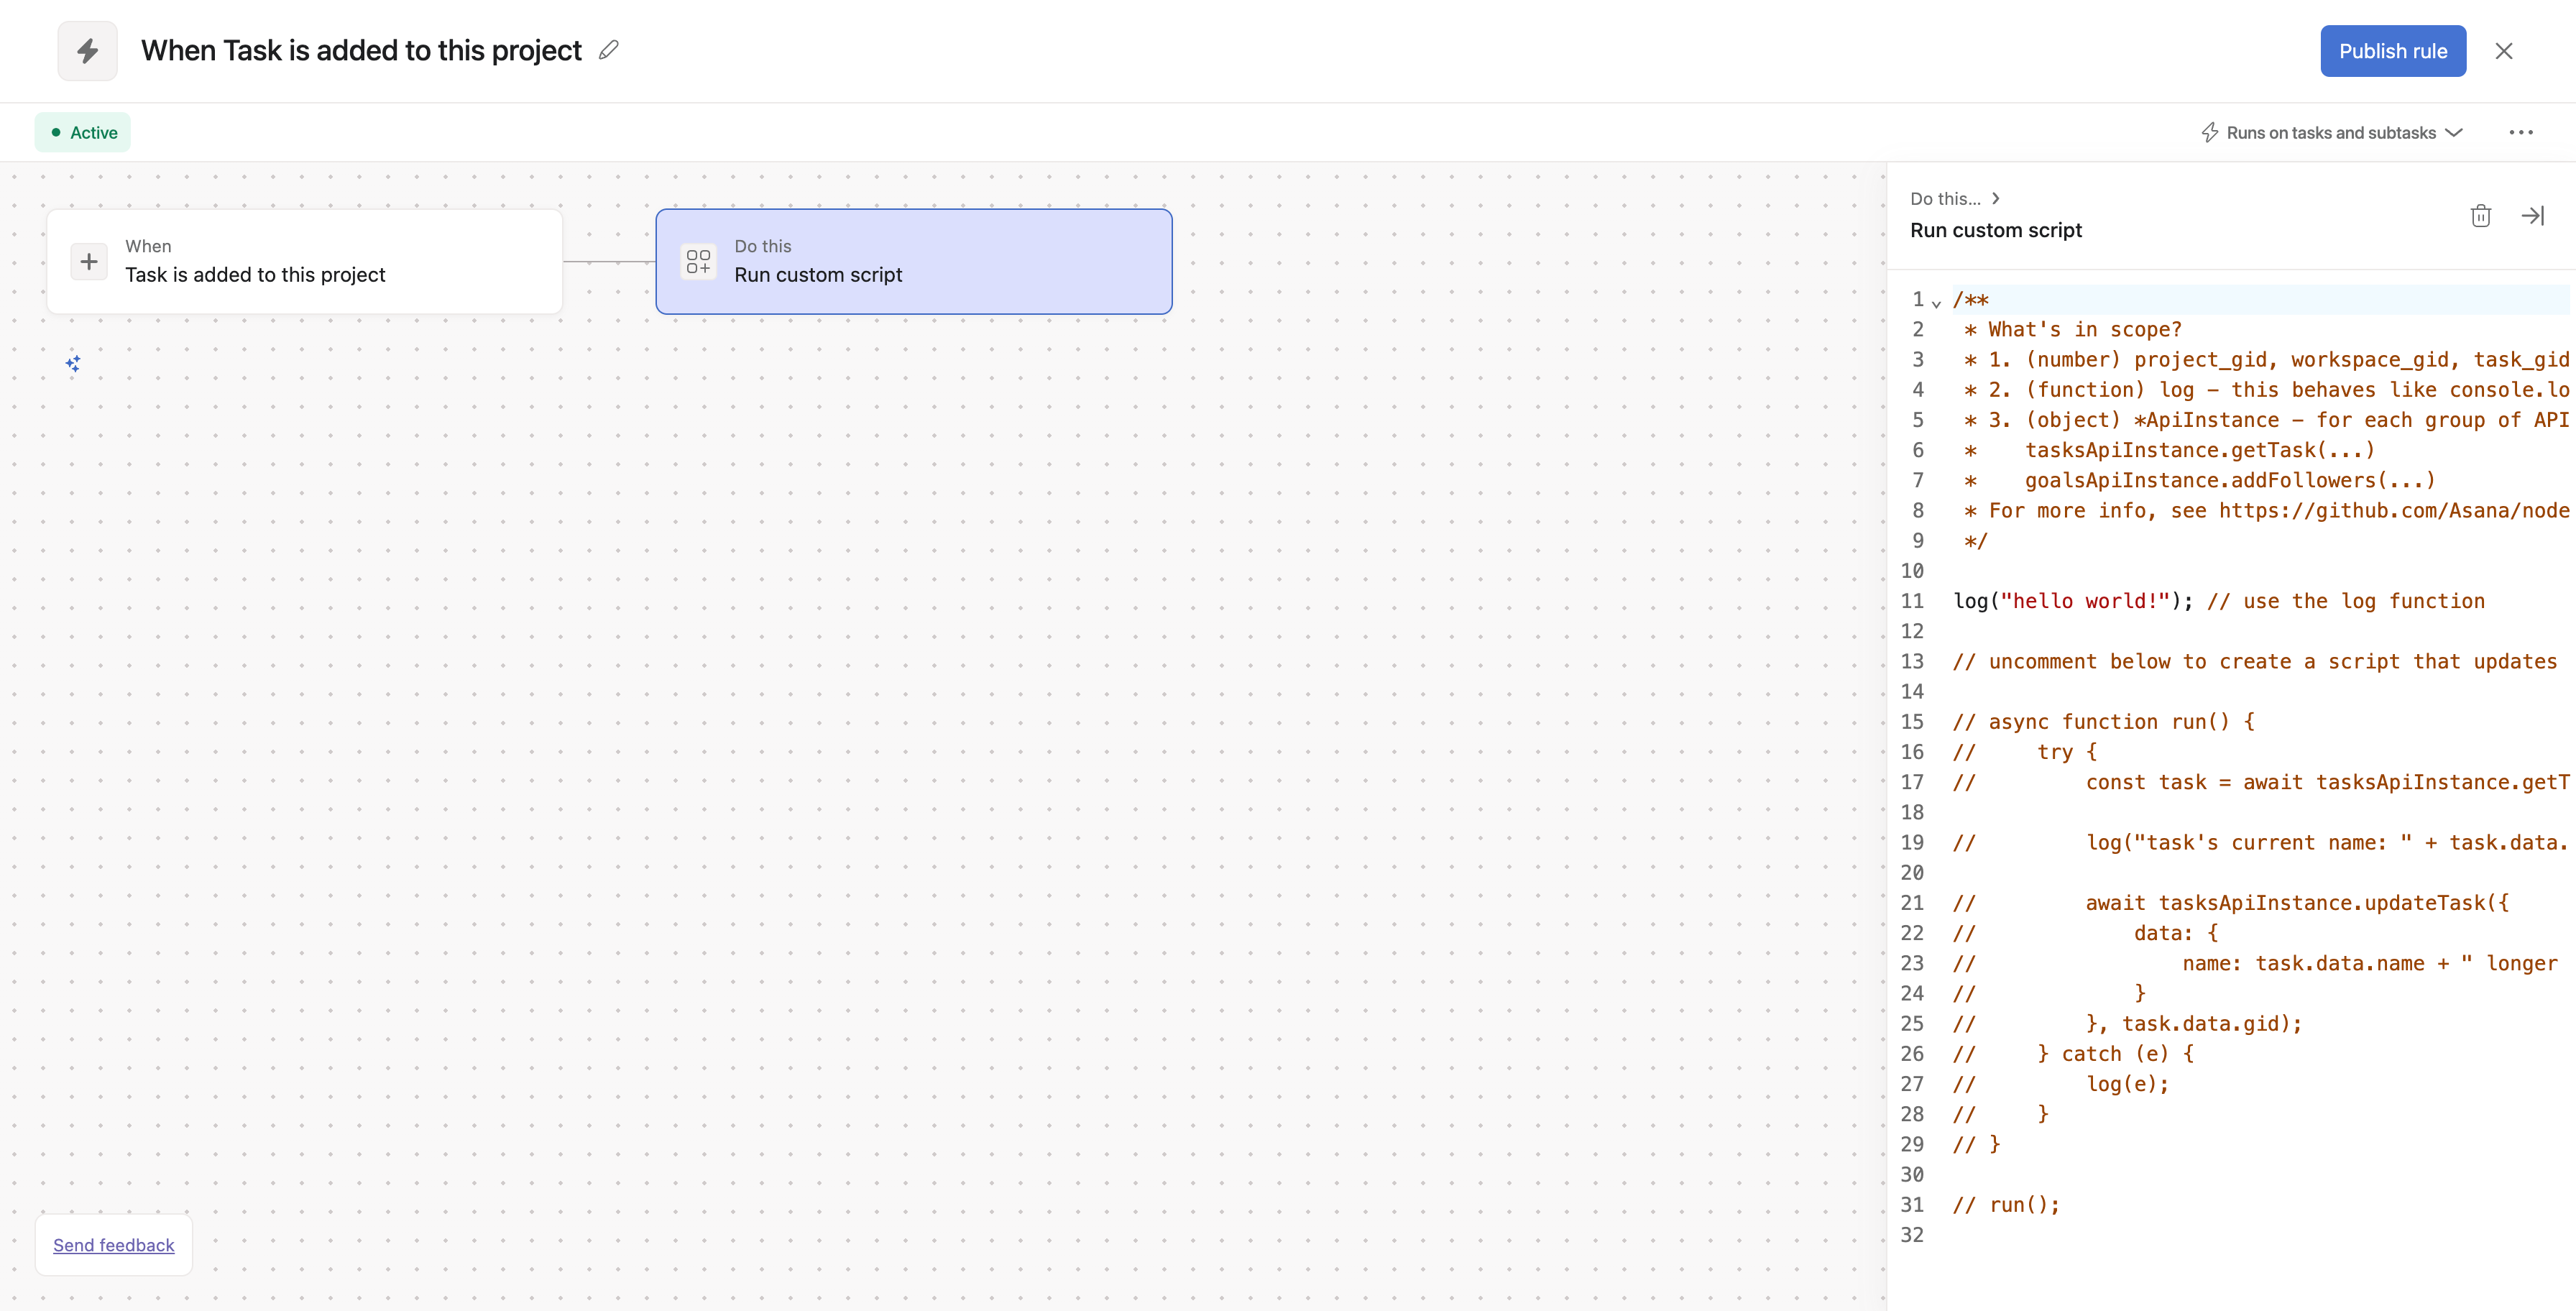 When Task is added to this project
Publish rule
Active
Runs on tasks and subtasks
When
Task is added to this project
Do this
Run custom script
Do this...
Run custom script
1 /**
2  * What's in scope?
3  * 1. (number) project_gid, workspace_gid, task_gid
4  * 2. (function) log – this behaves like console.lo
5  * 3. (object) *ApiInstance – for each group of API
6  *    tasksApiInstance.getTask(...)
7  *    goalsApiInstance.addFollowers(...)
8  * For more info, see https://github.com/Asana/node
9  */
10
11 log("hello world!"); // use the log function
12
13 // uncomment below to create a script that updates
14
15 // async function run() {
16 //     try {
17 //         const task = await tasksApiInstance.getT
18
19 //         log("task's current name: " + task.data.
20
21 //         await tasksApiInstance.updateTask({
22 //             data: {
23 //                 name: task.data.name + " longer
24 //             }
25 //         }, task.data.gid);
26 //     } catch (e) {
27 //         log(e);
28 //     }
29 // }
30
31 // run();
32
Send feedback